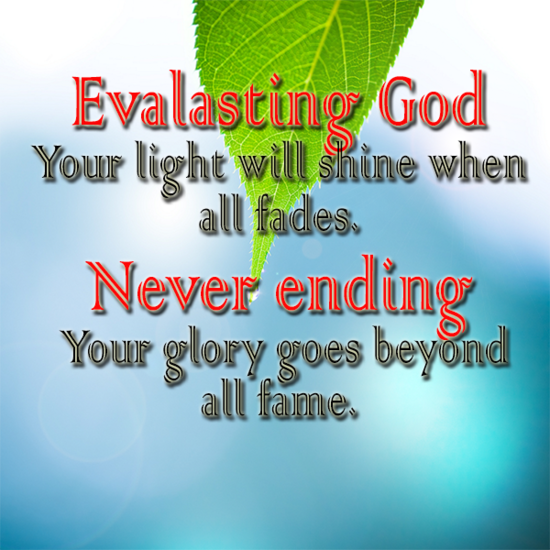 Evalasting God
Your light will shine when
all fades.
Never ending
Your glory goes beyond
all fame.